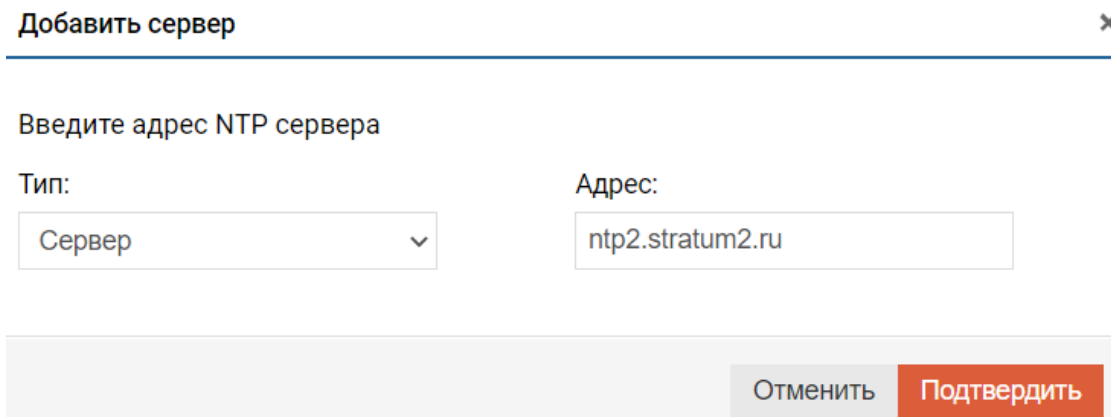 Добавить сервер
Введите адрес NTP сервера
Тип:
Адрес:
Сервер
ntp2.stratum2.ru
Отменить
Подтвердить